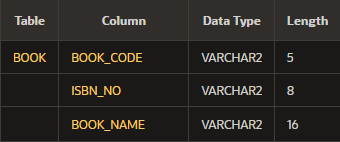 Table Column Data Type Length
BOOK BOOK_CODE VARCHAR2 5
ISBN_NO VARCHAR2 8
BOOK_NAME VARCHAR2 16